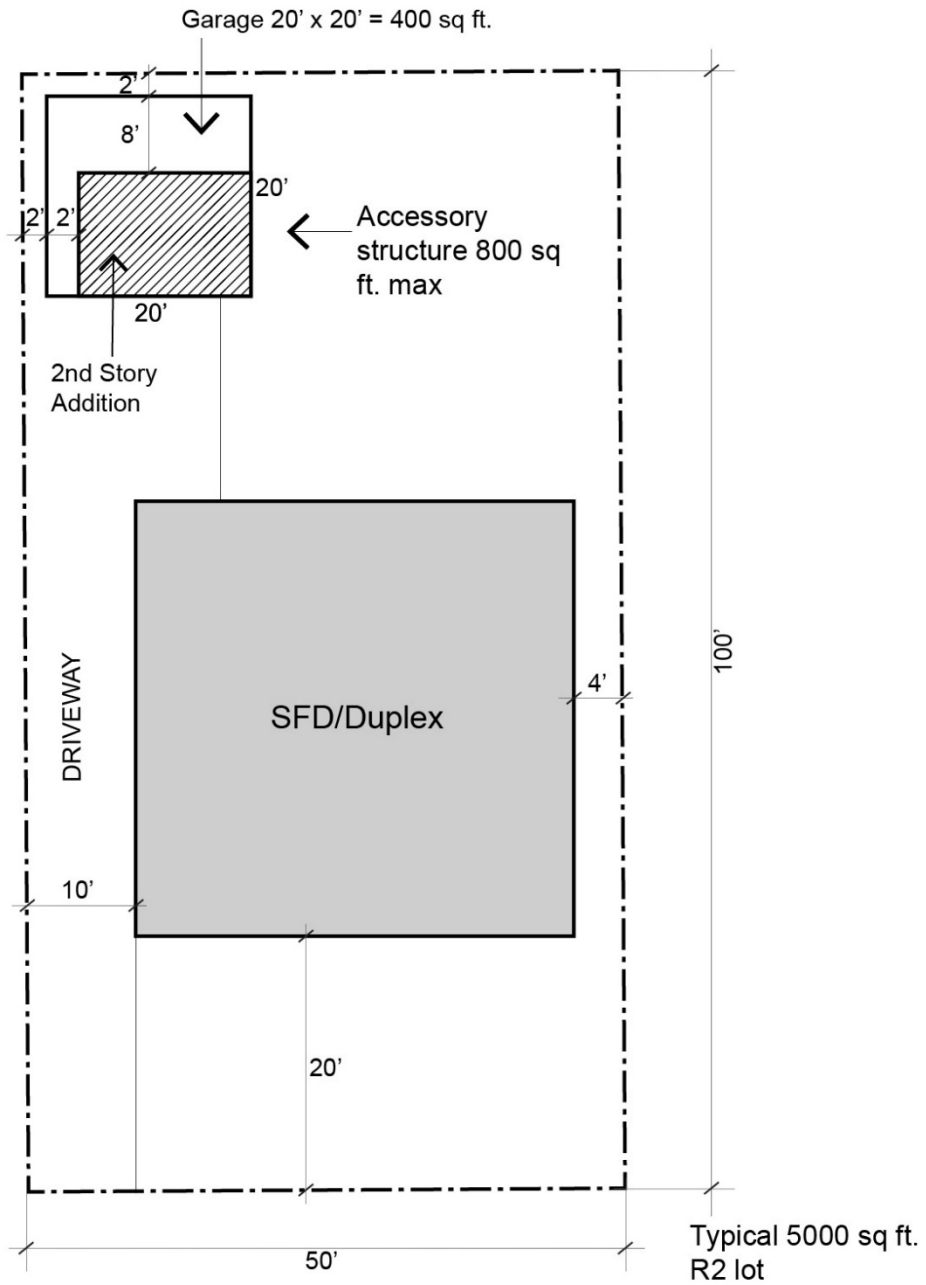 Garage 20’ x 20’ = 400 sq ft.
2’
8’
20’
2’ 2’
Accessory
structure 800 sq
ft. max
20’
2nd Story
Addition
100’
4’
DRIVEWAY
SFD/Duplex
10’
20’
50’
Typical 5000 sq ft.
R2 lot